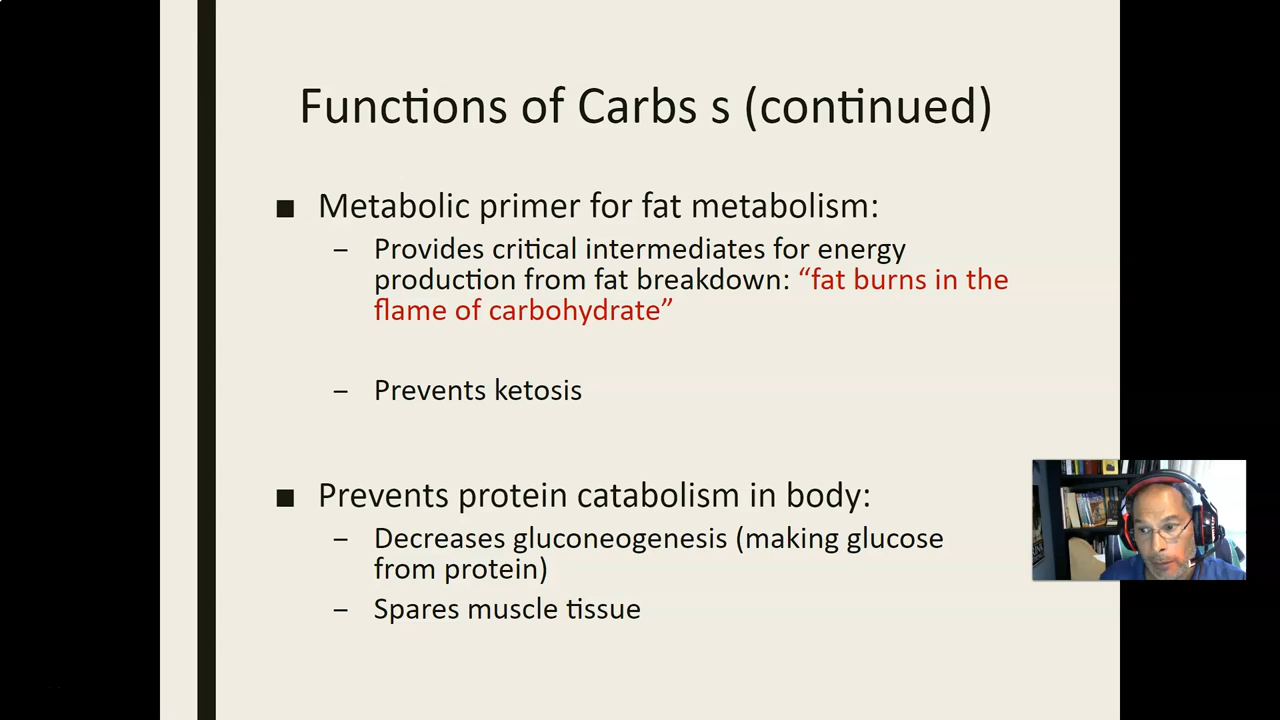 Functions of Carbs s (continued)
■ Metabolic primer for fat metabolism:
– Provides critical intermediates for energy
production from fat breakdown: “fat burns in the
flame of carbohydrate”
– Prevents ketosis
■ Prevents protein catabolism in body:
– Decreases gluconeogenesis (making glucose
from protein)
– Spares muscle tissue